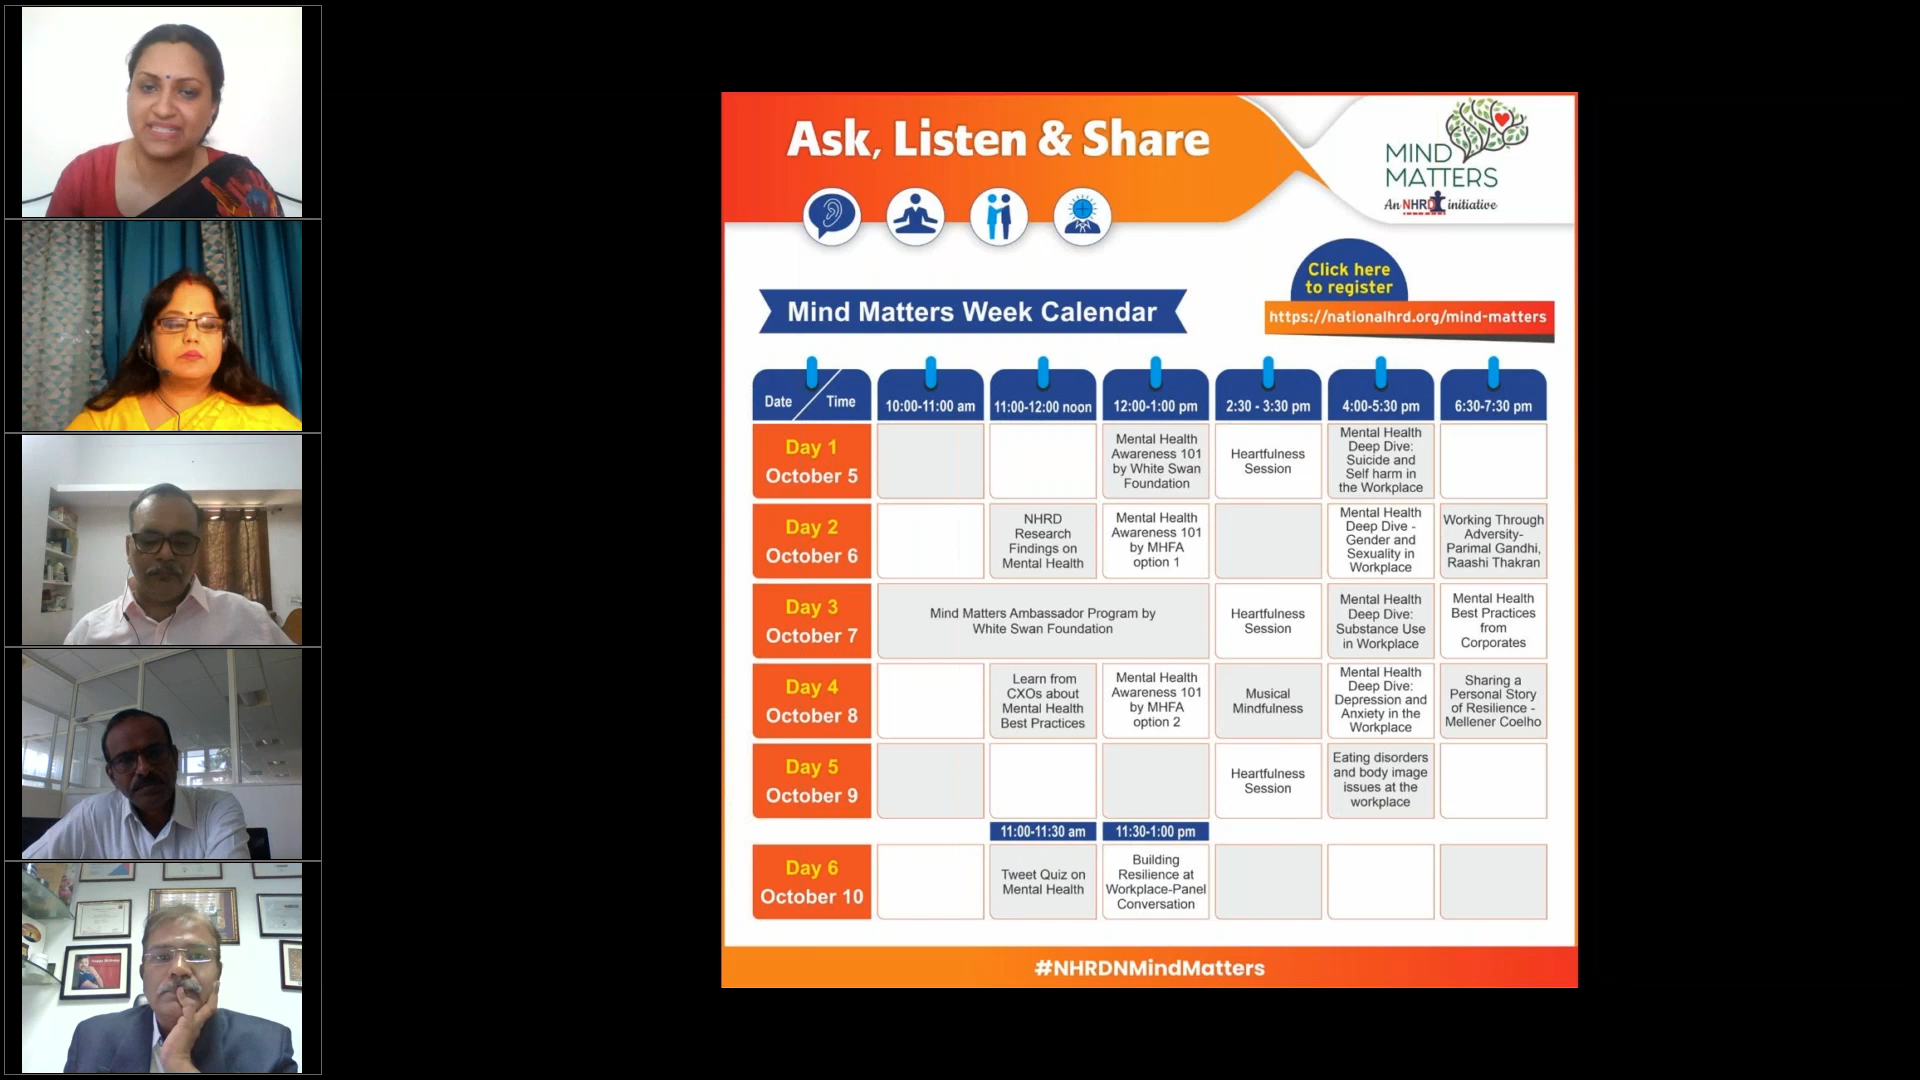 Ask, Listen & Share
MIND
MATTERS
An NHRD initiative
Click here
to register
https://nationalhrd.org/mind-matters
Mind Matters Week Calendar
Date / Time
10:00-11:00 am
11:00-12:00 noon
12:00-1:00 pm
2:30 - 3:30 pm
4:00-5:30 pm
6:30-7:30 pm
Day 1
October 5
Mental Health
Awareness 101
by White Swan
Foundation
Heartfulness
Session
Mental Health
Deep Dive:
Suicide and
Self harm in
the Workplace
Day 2
October 6
NHRD
Research
Findings on
Mental Health
Mental Health
Awareness 101
by MHFA
option 1
Mental Health
Deep Dive -
Gender and
Sexuality in
Workplace
Working Through
Adversity-
Parimal Gandhi,
Raashi Thakran
Day 3
October 7
Mind Matters Ambassador Program by
White Swan Foundation
Heartfulness
Session
Mental Health
Deep Dive:
Substance Use
in Workplace
Mental Health
Best Practices
from
Corporates
Day 4
October 8
Learn from
CXOs about
Mental Health
Best Practices
Mental Health
Awareness 101
by MHFA
option 2
Musical
Mindfulness
Mental Health
Deep Dive:
Depression and
Anxiety in the
Workplace
Sharing a
Personal Story
of Resilience -
Mellener Coelho
Day 5
October 9
Heartfulness
Session
Eating disorders
and body image
issues at the
workplace
11:00-11:30 am
11:30-1:00 pm
Day 6
October 10
Tweet Quiz on
Mental Health
Building
Resilience at
Workplace-Panel
Conversation
#NHRDNMindMatters